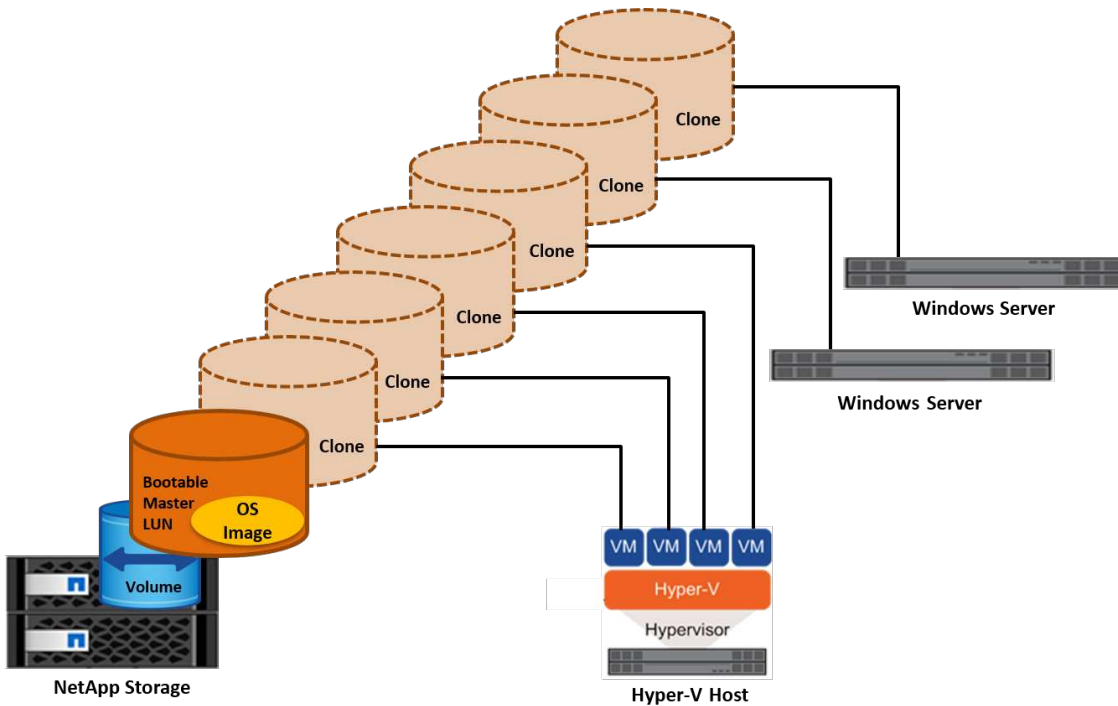 Clone
Clone
Clone
Clone
Clone
Clone
Windows Server
Windows Server
Bootable
Master
LUN
OS
Image
Volume
NetApp Storage
VM
VM
VM
VM
Hyper-V
Hypervisor
Hyper-V Host